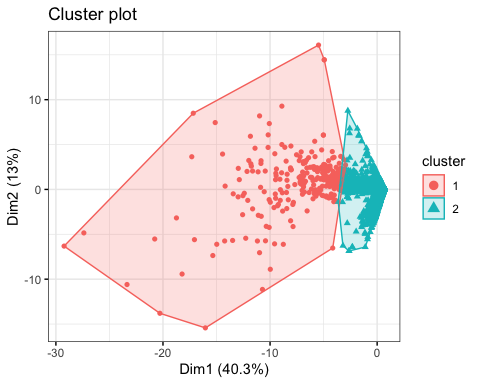 Cluster plot
10
0
-10
Dim2 (13%)
-30
-20
-10
0
Dim1 (40.3%)
cluster
1
2